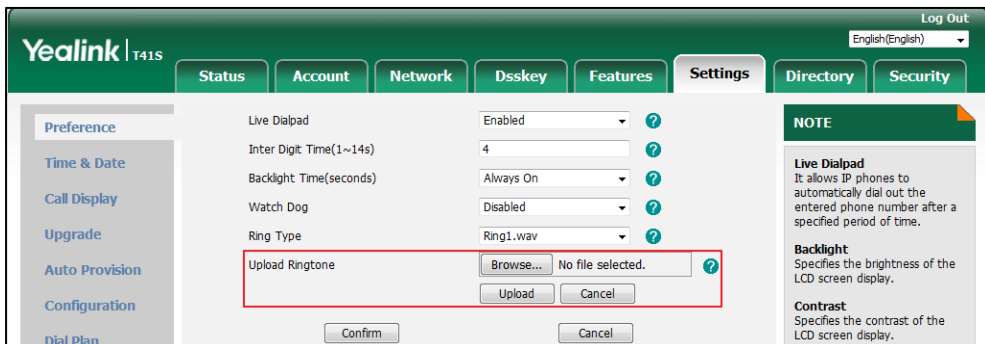 Log Out
Yealink T41S
English(English)
Status Account Network Dsskey Features Settings Directory Security
Preference
Time & Date
Call Display
Upgrade
Auto Provision
Configuration
Dial Plan
Live Dialpad Enabled ?
Inter Digit Time(1~14s) 4 ?
Backlight Time(seconds) Always On ?
Watch Dog Disabled ?
Ring Type Ring1.wav ?
Upload Ringtone Browse... No file selected. ?
Upload Cancel
Confirm Cancel
NOTE
Live Dialpad
It allows IP phones to
automatically dial out the
entered phone number after a
specified period of time.
Backlight
Specifies the brightness of the
LCD screen display.
Contrast
Specifies the contrast of the
LCD screen display.